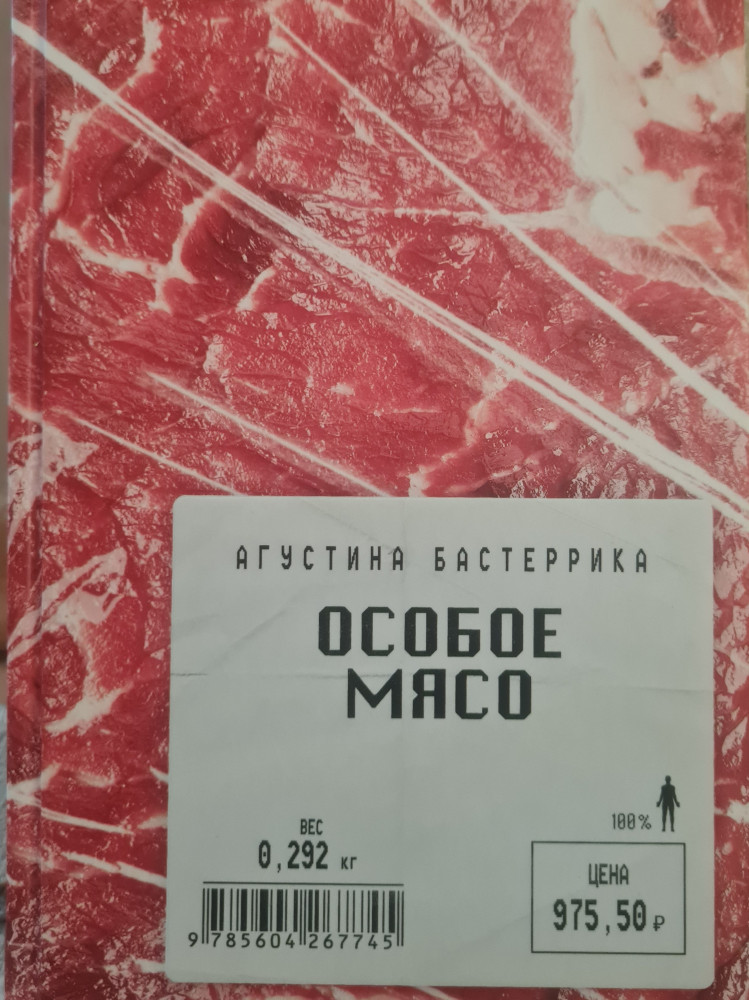 АГУСТИНА БАСТЕРРИКА
ОСОБОЕ
МЯСО
100%
ВЕС
0,292 кг
ЦЕНА
975,50 ₽
9 785604 267745